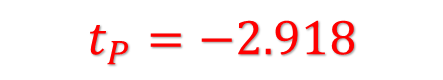 t_P = −2.918